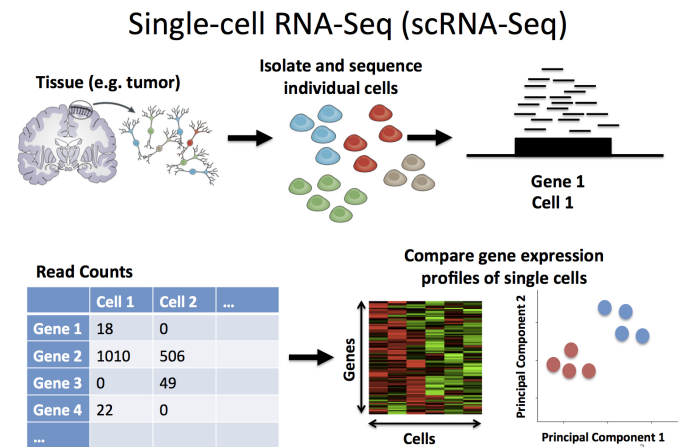 Single-cell RNA-Seq (scRNA-Seq)
Tissue (e.g. tumor)
Isolate and sequence
individual cells
Gene 1
Cell 1
Read Counts
Cell 1 Cell 2 ...
Gene 1 18 0
Gene 2 1010 506
Gene 3 0 49
Gene 4 22 0
...
Compare gene expression
profiles of single cells
Genes
Cells
Principal Component 2
Principal Component 1